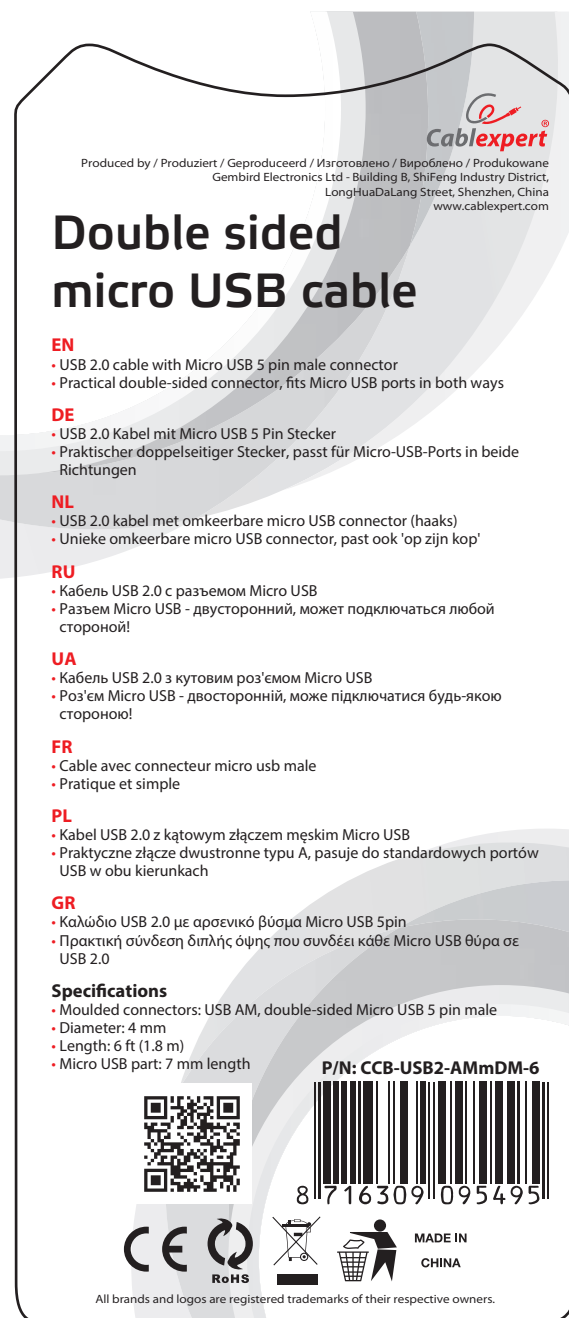 Cablexpert®
Produced by / Produziert / Geproduceerd / Изготовлено / Вироблено / Produkowane
Gembird Electronics Ltd - Building B, ShiFeng Industry District,
LongHuaDaLang Street, Shenzhen, China
www.cablexpert.com
Double sided
micro USB cable
EN
• USB 2.0 cable with Micro USB 5 pin male connector
• Practical double-sided connector, fits Micro USB ports in both ways
DE
• USB 2.0 Kabel mit Micro USB 5 Pin Stecker
• Praktischer doppelseitiger Stecker, passt für Micro-USB-Ports in beide
Richtungen
NL
• USB 2.0 kabel met omkeerbare micro USB connector (haaks)
• Unieke omkeerbare micro USB connector, past ook 'op zijn kop'
RU
• Кабель USB 2.0 с разъемом Micro USB
• Разъем Micro USB - двусторонний, может подключаться любой
стороной!
UA
• Кабель USB 2.0 з кутовим роз'ємом Micro USB
• Роз'єм Micro USB - двосторонній, може підключатися будь-якою
стороною!
FR
• Cable avec connecteur micro usb male
• Pratique et simple
PL
• Kabel USB 2.0 z kątowym złączem męskim Micro USB
• Praktyczne złącze dwustronne typu A, pasuje do standardowych portów
USB w obu kierunkach
GR
• Καλώδιο USB 2.0 με αρσενικό βύσμα Micro USB 5pin
• Πρακτική σύνδεση διπλής όψης που συνδέει κάθε Micro USB θύρα σε
USB 2.0
Specifications
• Moulded connectors: USB AM, double-sided Micro USB 5 pin male
• Diameter: 4 mm
• Length: 6 ft (1.8 m)
• Micro USB part: 7 mm length
P/N: CCB-USB2-AMmDM-6
8 716309 095495
CE
RoHS
MADE IN
CHINA
All brands and logos are registered trademarks of their respective owners.